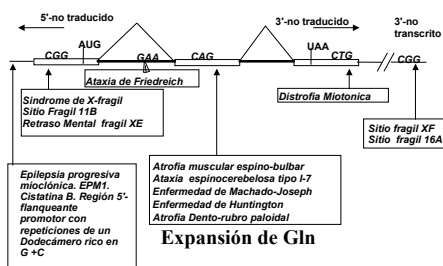 5'-no traducido
3'-no traducido
3'-no
transcrito
CGG
AUG
GAA
CAG
UAA
CTG
CGG
Ataxia de Friedreich
Síndrome de X-fragil
Sitio Fragil 11B
Retraso Mental fragil XE
Distrofia Miotonica
Sitio fragil XF
Sitio fragil 16A
Epilepsia progresiva
mioclónica. EPM1.
Cistatina B. Región 5'-
flanqueante
promotor con
repeticiones de un
Dodecámero rico en
G +C
Atrofia muscular espino-bulbar
Ataxia espinocerebelosa tipo I-7
Enfermedad de Machado-Joseph
Enfermedad de Huntington
Atrofia Dento-rubro paloidal
Expansión de Gln